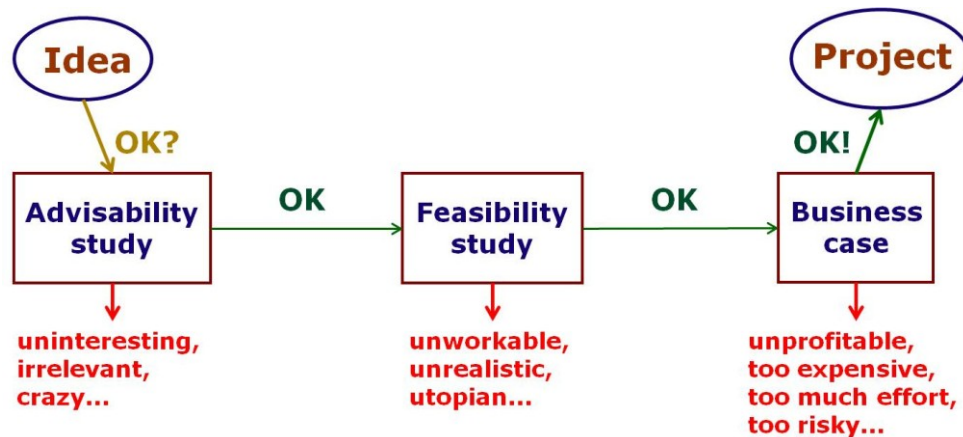 Idea
Project
OK?
OK!
Advisability
study
OK
Feasibility
study
OK
Business
case
uninteresting,
irrelevant,
crazy...
unworkable,
unrealistic,
utopian...
unprofitable,
too expensive,
too much effort,
too risky...